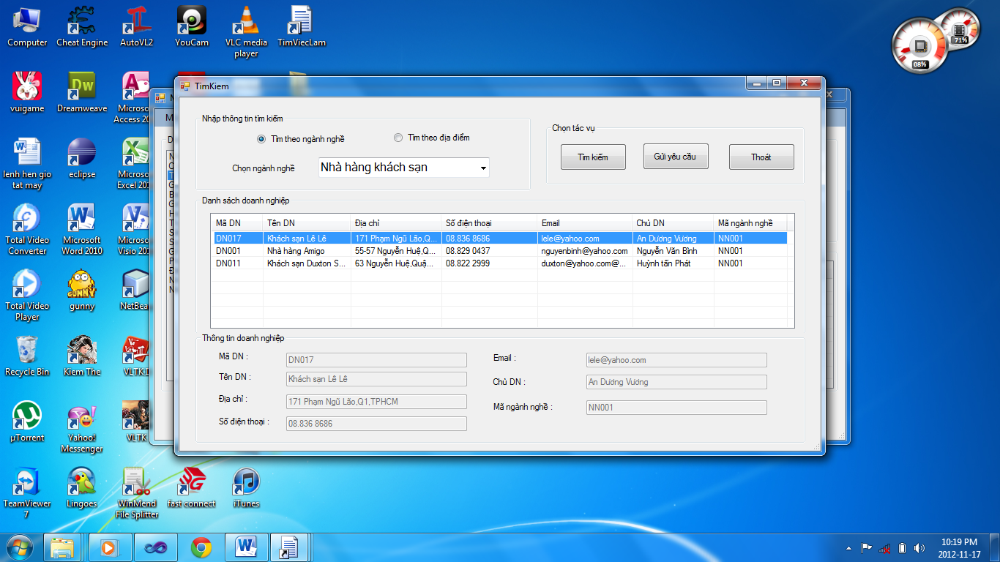 Computer
Cheat Engine
AutoVL2
YouCam
VLC media
player
TimViecLam
71%
08%
vuigame
Dreamweave
Microso
Access 20
lenh hen gio
tat may
eclipse
Microso
Excel 201
Total Video
Converter
Microsoft
Word 2010
Microso
Visio 201
Total Video
Player
gunny
NetBea
Recycle Bin
Kiem The
VLTK-I
µTorrent
Yahoo!
Messenger
VLTK
TeamViewer
7
Lingoes
WinMend
File Splitter
fast connect
iTunes
TimKiem
Nhập thông tin tìm kiếm
Tìm theo ngành nghề
Tìm theo địa điểm
Chọn ngành nghề
Nhà hàng khách sạn
Chọn tác vụ
Tìm kiếm
Gửi yêu cầu
Thoát
Danh sách doanh nghiệp
Mã DN Tên DN Địa chỉ Số điện thoại Email Chủ DN Mã ngành nghề
DN017 Khách sạn Lê Lê 171 Phạm Ngũ Lão,Q... 08.836 8686 lele@yahoo.com An Dương Vương NN001
DN001 Nhà hàng Amigo 55-57 Nguyễn Huệ,Q... 08.829 0437 nguyenbinh@yahoo.com Nguyễn Văn Bình NN001
DN011 Khách sạn Duxton S... 63 Nguyễn Huệ,Quậ... 08.822 2999 duxton@yahoo.com@... Huỳnh tấn Phát NN001
Thông tin doanh nghiệp
Mã DN : DN017
Tên DN : Khách sạn Lê Lê
Địa chỉ : 171 Phạm Ngũ Lão,Q1,TPHCM
Số điện thoại : 08.836 8686
Email : lele@yahoo.com
Chủ DN : An Dương Vương
Mã ngành nghề : NN001
10:19 PM
2012-11-17